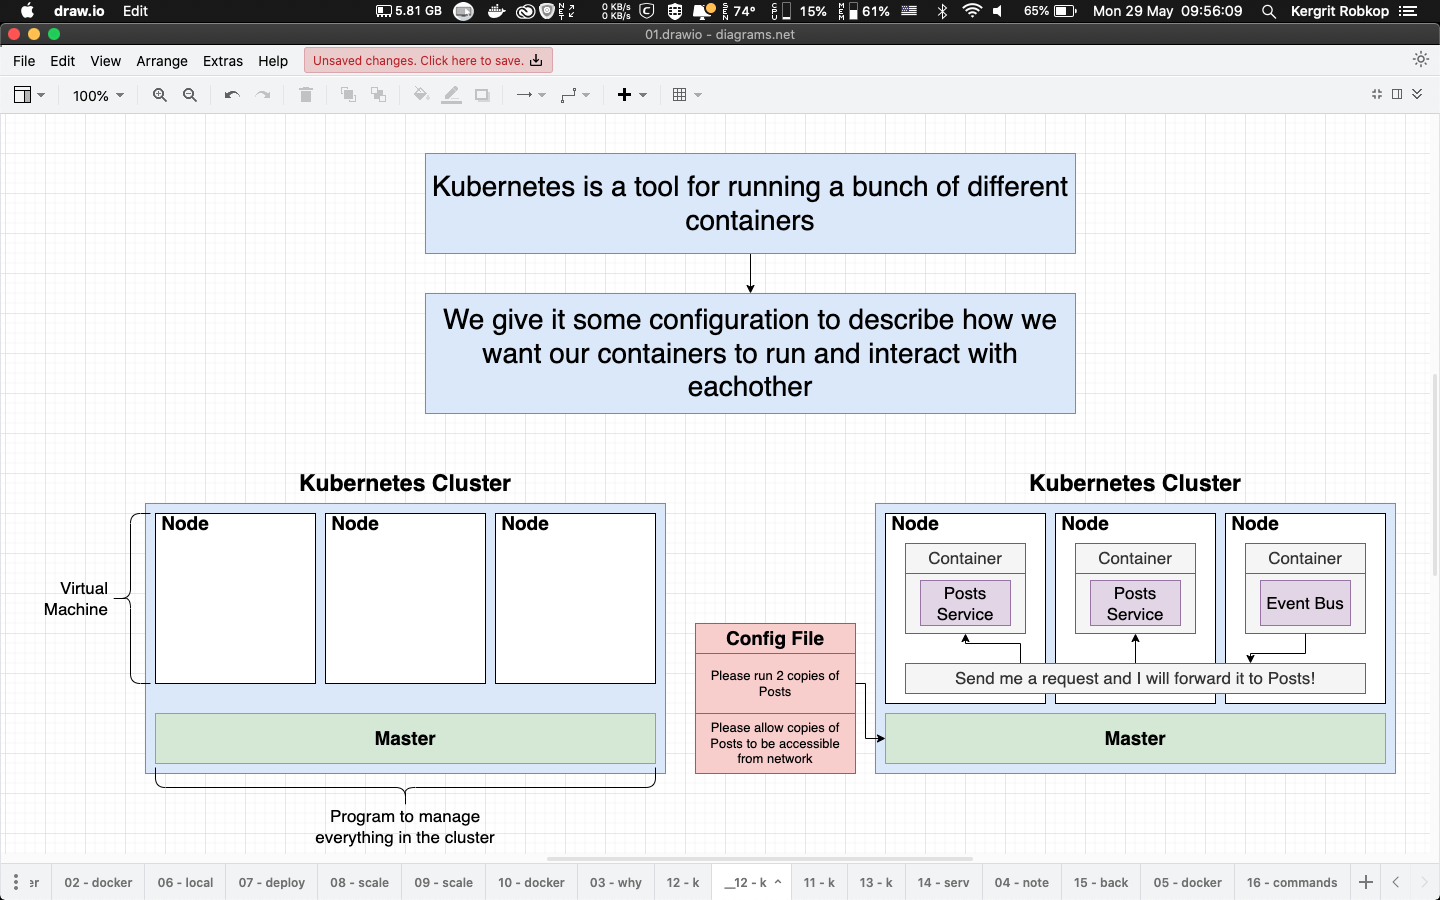 draw.io Edit 5.81 GB 0 KB/s 0 KB/s SEN 74° CPU 15% MEM 61% 65% Mon 29 May 09:56:09 Kergrit Robkop
01.drawio - diagrams.net
File Edit View Arrange Extras Help Unsaved changes. Click here to save.
100%
Kubernetes is a tool for running a bunch of different
containers
We give it some configuration to describe how we
want our containers to run and interact with
eachother
Kubernetes Cluster
Node Node Node
Virtual
Machine
Master
Program to manage
everything in the cluster
Config File
Please run 2 copies of
Posts
Please allow copies of
Posts to be accessible
from network
Kubernetes Cluster
Node Node Node
Container Container Container
Posts
Service
Posts
Service
Event Bus
Send me a request and I will forward it to Posts!
Master
er 02 - docker 06 - local 07 - deploy 08 - scale 09 - scale 10 - docker 03 - why 12 - k __12 - k 11 - k 13 - k 14 - serv 04 - note 15 - back 05 - docker 16 - commands